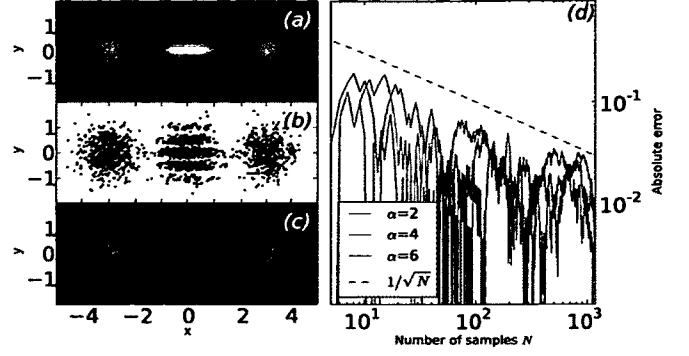 (a)
y
1
0
−1
(b)
y
1
0
−1
(c)
y
1
0
−1
−4 −2 0 2 4
x
(d)
10^-1
10^-2
Absolute error
α=2
α=4
α=6
1/√N
10^1 10^2 10^3
Number of samples N